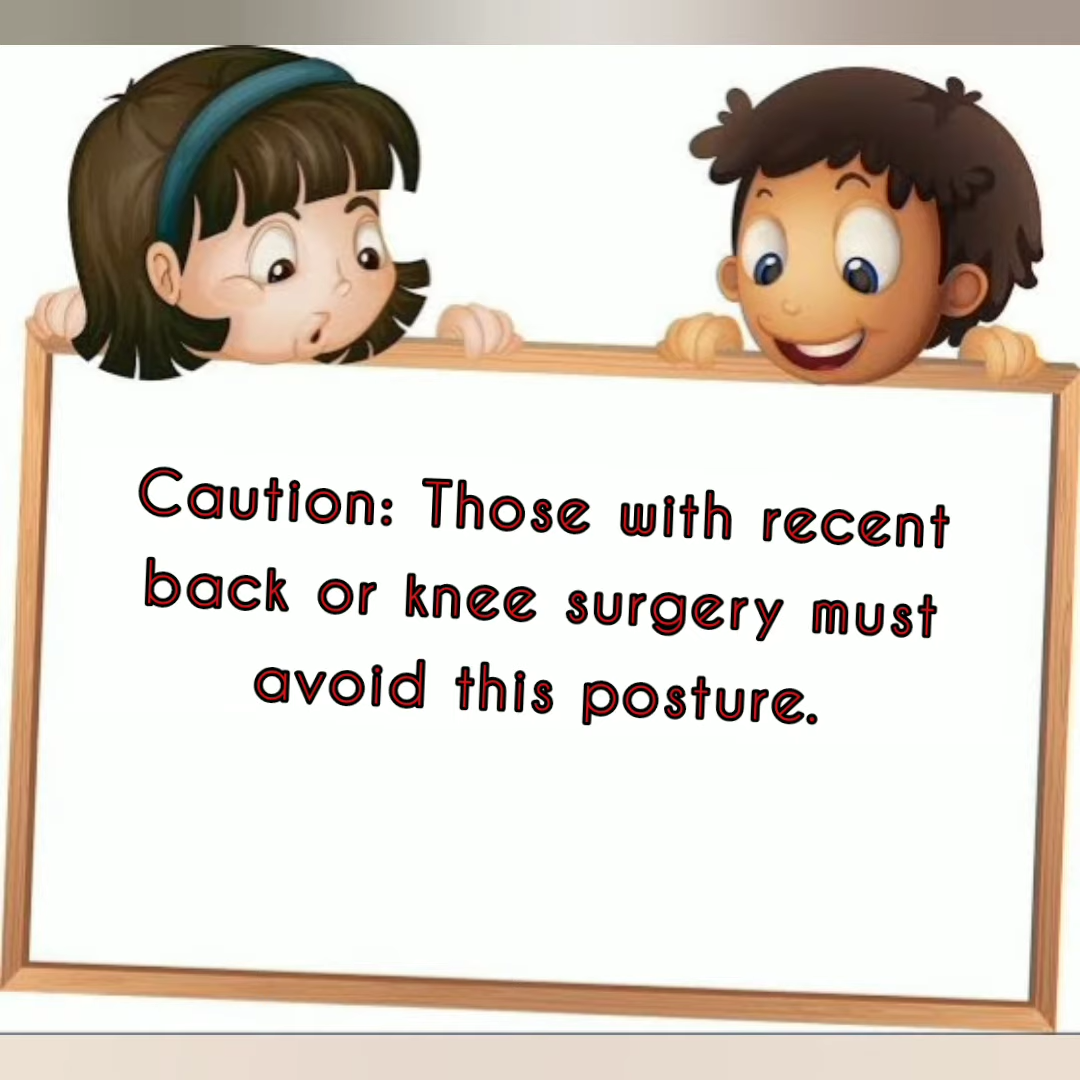 Caution: Those with recent
back or knee surgery must
avoid this posture.